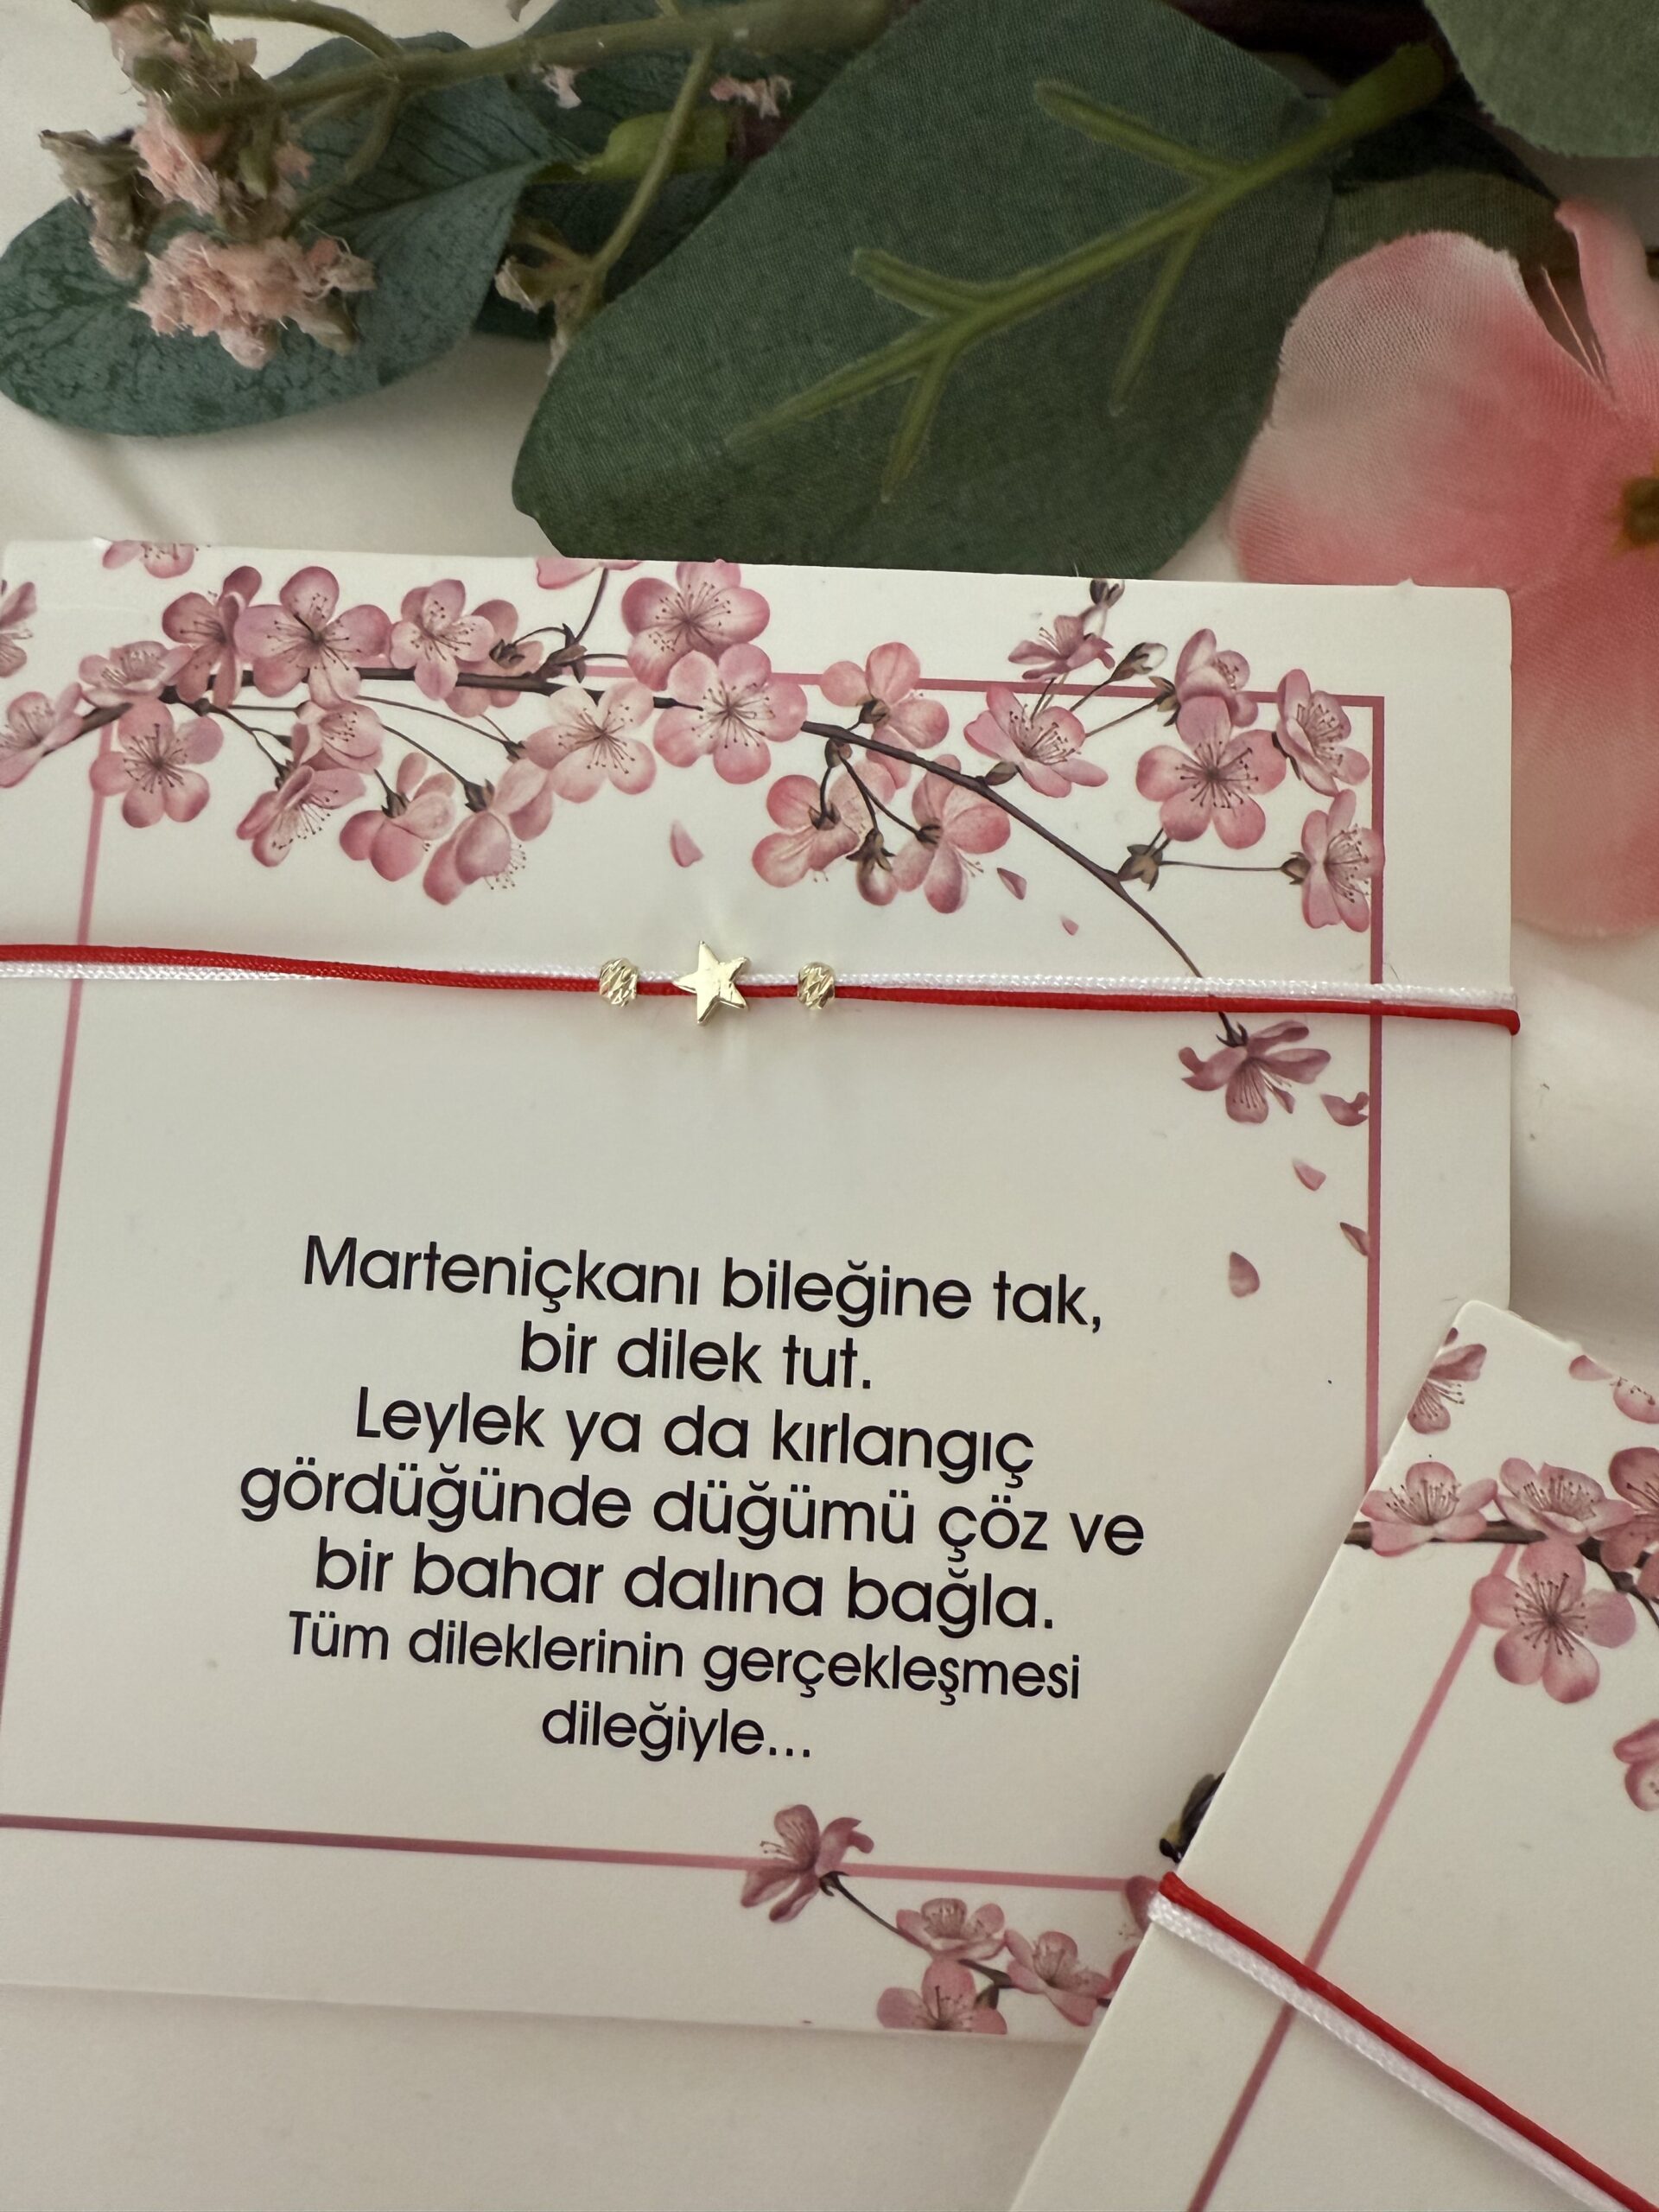 Marteniçkanı bileğine tak,
bir dilek tut.
Leylek ya da kırlangıç
gördüğünde düğümü çöz ve
bir bahar dalına bağla.
Tüm dileklerinin gerçekleşmesi
dileğiyle...